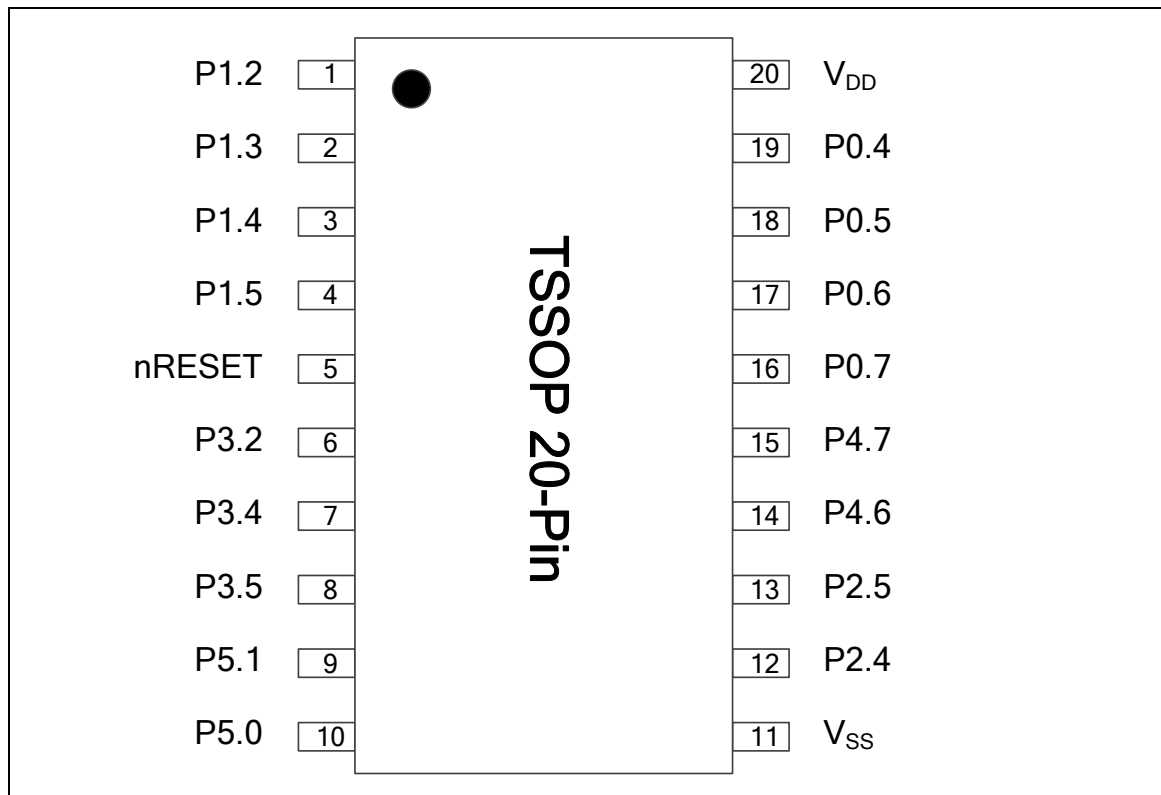 P1.2 1 20 VDD
P1.3 2 19 P0.4
P1.4 3 18 P0.5
P1.5 4 17 P0.6
nRESET 5 16 P0.7
P3.2 6 15 P4.7
P3.4 7 14 P4.6
P3.5 8 13 P2.5
P5.1 9 12 P2.4
P5.0 10 11 VSS
TSSOP 20-Pin